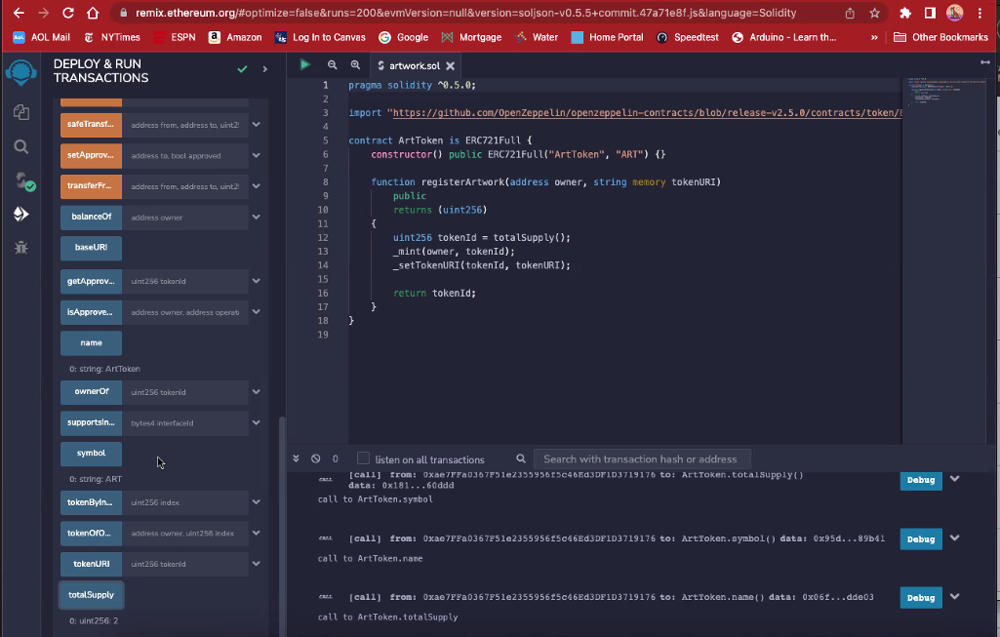 remix.ethereum.org/#optimize=false&runs=200&evmVersion=null&version=soljson-v0.5.5+commit.47a71e8f.js&language=Solidity
AOL Mail NYTimes ESPN Amazon Log In to Canvas Google Mortgage Water Home Portal Speedtest Arduino - Learn th... » Other Bookmarks
DEPLOY & RUN
TRANSACTIONS
safeTransf... address from, address to, uint2
setApprov... address to, bool approved
transferFr... address from, address to, uint2
balanceOf address owner
baseURI
getApprov... uint256 tokenId
isApprove... address owner, address operat
name
0: string: ArtToken
ownerOf uint256 tokenId
supportsIn... bytes4 interfaceId
symbol
0: string: ART
tokenByIn... uint256 index
tokenOfO... address owner, uint256 index
tokenURI uint256 tokenId
totalSupply
0: uint256: 2
artwork.sol
1 pragma solidity ^0.5.0;
2
3 import "https://github.com/OpenZeppelin/openzeppelin-contracts/blob/release-v2.5.0/contracts/token/
4
5 contract ArtToken is ERC721Full {
6 constructor() public ERC721Full("ArtToken", "ART") {}
7
8 function registerArtwork(address owner, string memory tokenURI)
9 public
10 returns (uint256)
11 {
12 uint256 tokenId = totalSupply();
13 _mint(owner, tokenId);
14 _setTokenURI(tokenId, tokenURI);
15
16 return tokenId;
17 }
18 }
19
0 listen on all transactions Search with transaction hash or address
CALL [call] from: 0xae7FFa0367F51e2355956f5c46Ed3DF1D3719176 to: ArtToken.totalSupply()
data: 0x181...60ddd
Debug
call to ArtToken.symbol
CALL [call] from: 0xae7FFa0367F51e2355956f5c46Ed3DF1D3719176 to: ArtToken.symbol() data: 0x95d...89b41 Debug
call to ArtToken.name
CALL [call] from: 0xae7FFa0367F51e2355956f5c46Ed3DF1D3719176 to: ArtToken.name() data: 0x06f...dde03 Debug
call to ArtToken.totalSupply